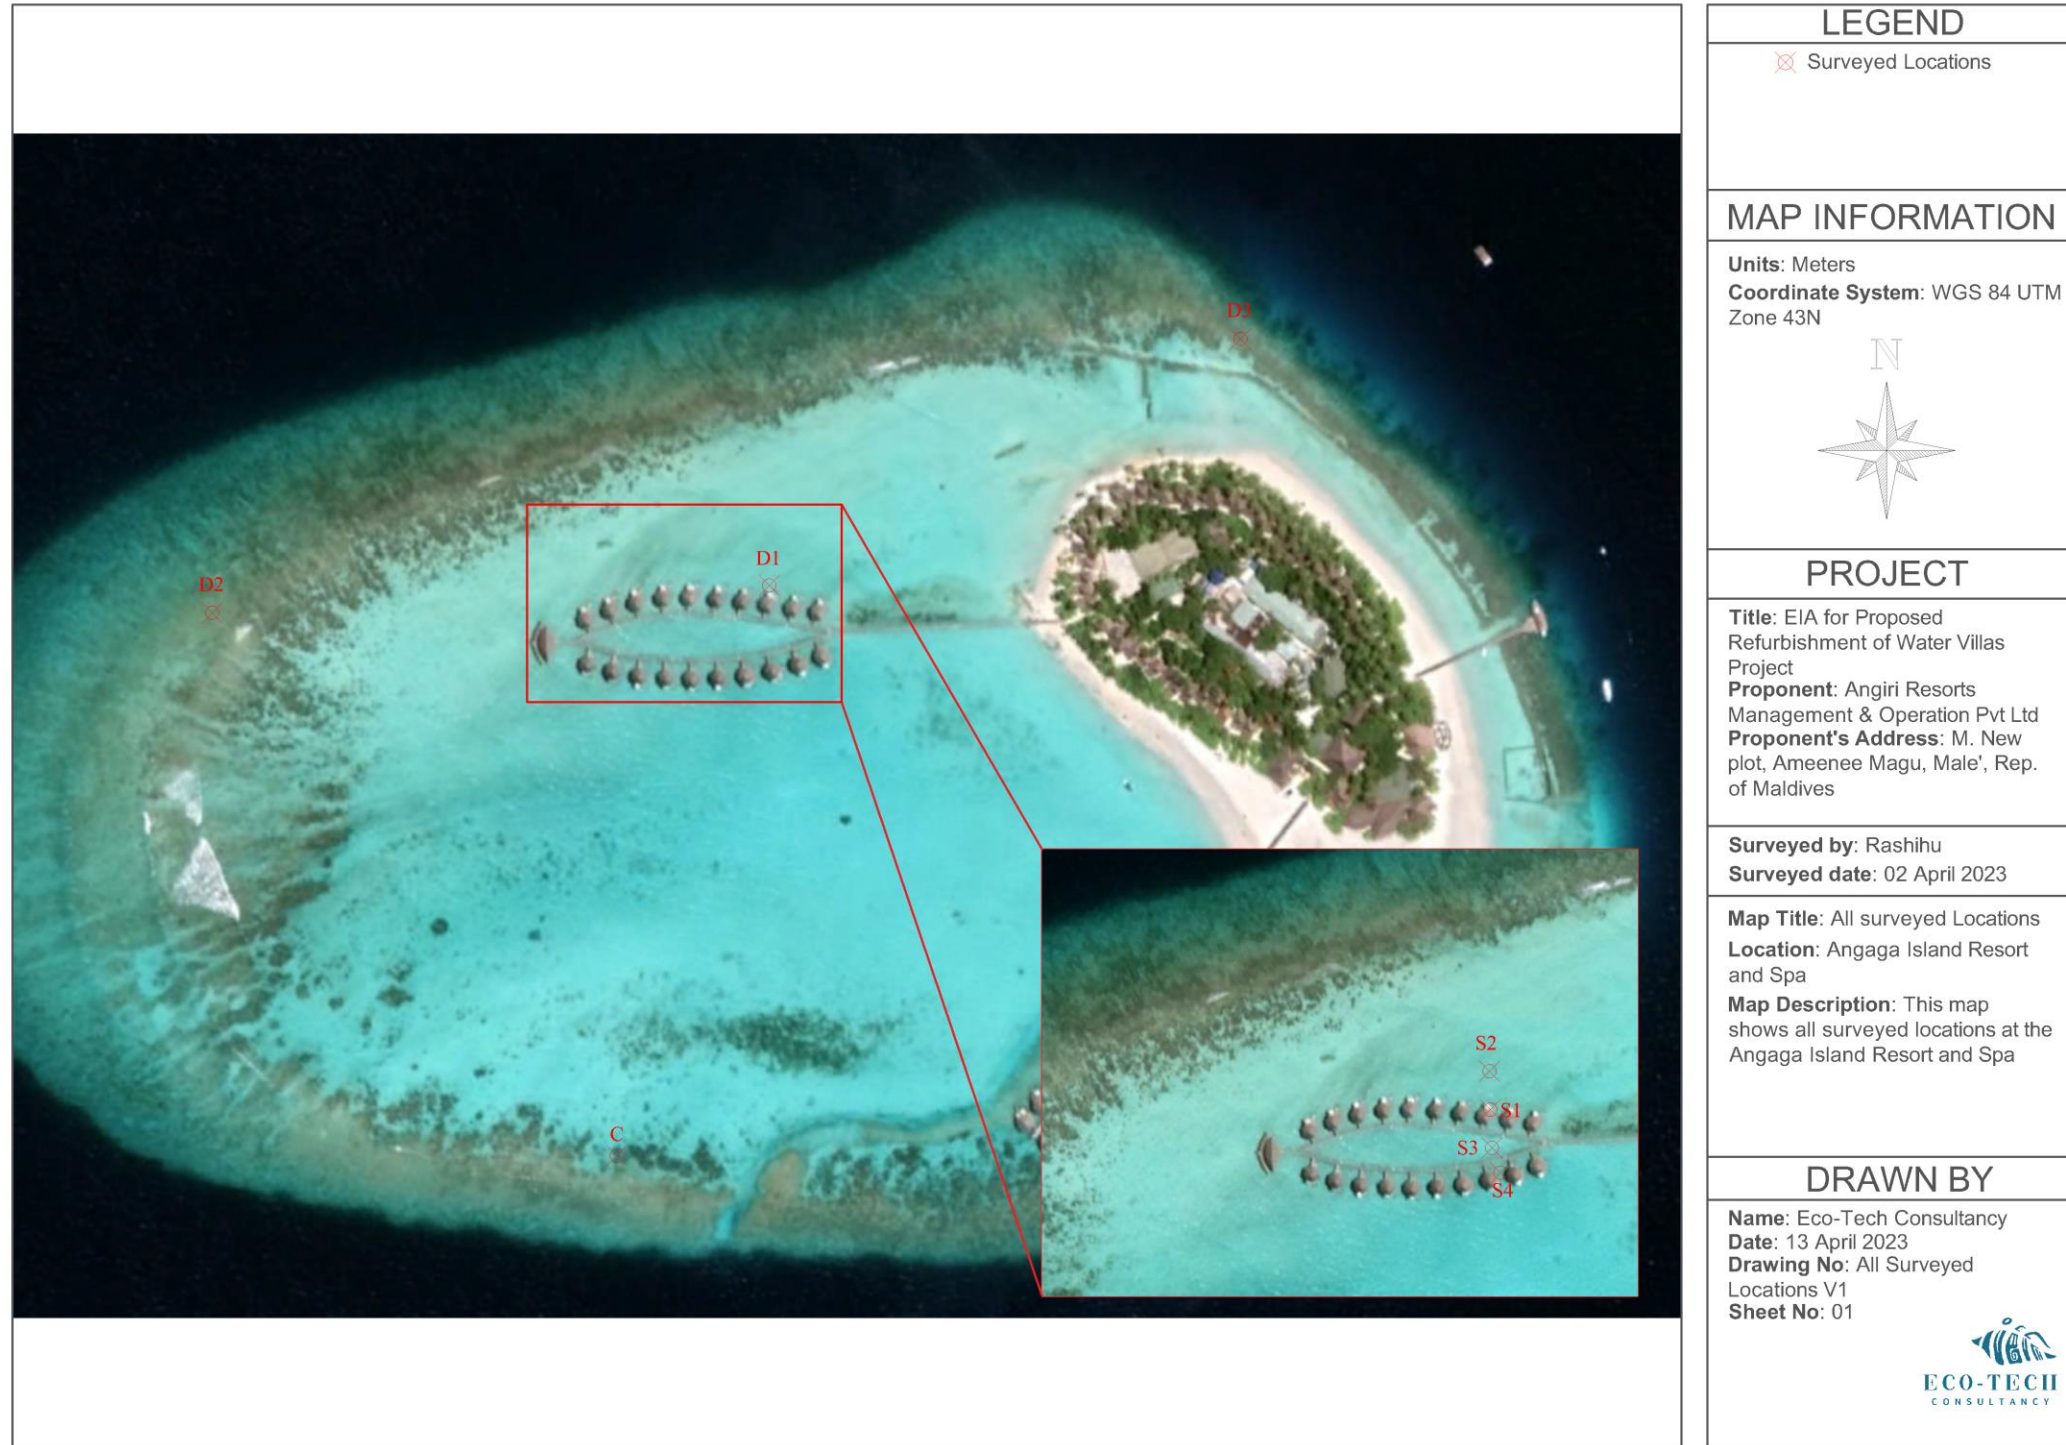 D3
D1
D2
C
S2
S1
S3
S4
LEGEND
Surveyed Locations
MAP INFORMATION
Units: Meters
Coordinate System: WGS 84 UTM
Zone 43N
N
PROJECT
Title: EIA for Proposed
Refurbishment of Water Villas
Project
Proponent: Angiri Resorts
Management & Operation Pvt Ltd
Proponent's Address: M. New
plot, Ameenee Magu, Male', Rep.
of Maldives
Surveyed by: Rashihu
Surveyed date: 02 April 2023
Map Title: All surveyed Locations
Location: Angaga Island Resort
and Spa
Map Description: This map
shows all surveyed locations at the
Angaga Island Resort and Spa
DRAWN BY
Name: Eco-Tech Consultancy
Date: 13 April 2023
Drawing No: All Surveyed
Locations V1
Sheet No: 01
ECO-TECH
CONSULTANCY